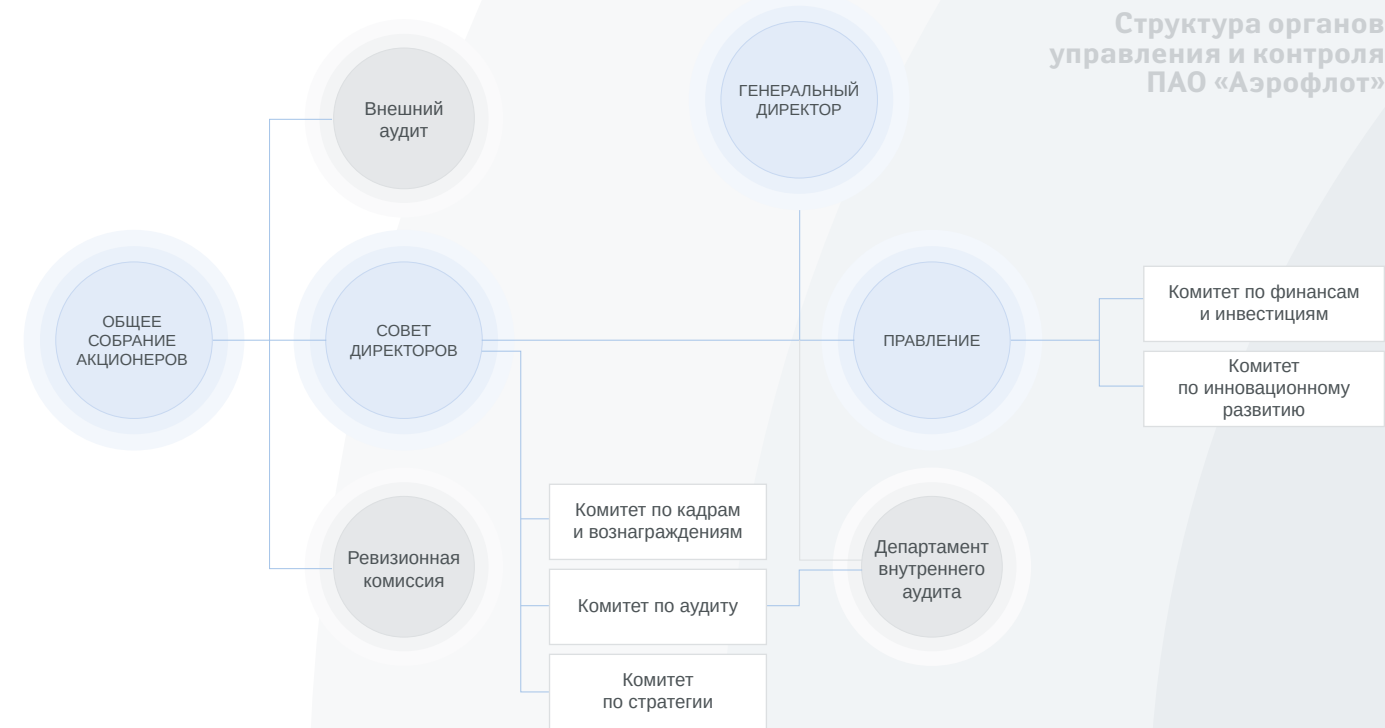 Структура органов
управления и контроля
ПАО «Аэрофлот»
Внешний
аудит
ГЕНЕРАЛЬНЫЙ
ДИРЕКТОР
ОБЩЕЕ
СОБРАНИЕ
АКЦИОНЕРОВ
СОВЕТ
ДИРЕКТОРОВ
ПРАВЛЕНИЕ
Комитет по финансам
и инвестициям
Комитет
по инновационному
развитию
Ревизионная
комиссия
Комитет по кадрам
и вознаграждениям
Комитет по аудиту
Комитет
по стратегии
Департамент
внутреннего
аудита